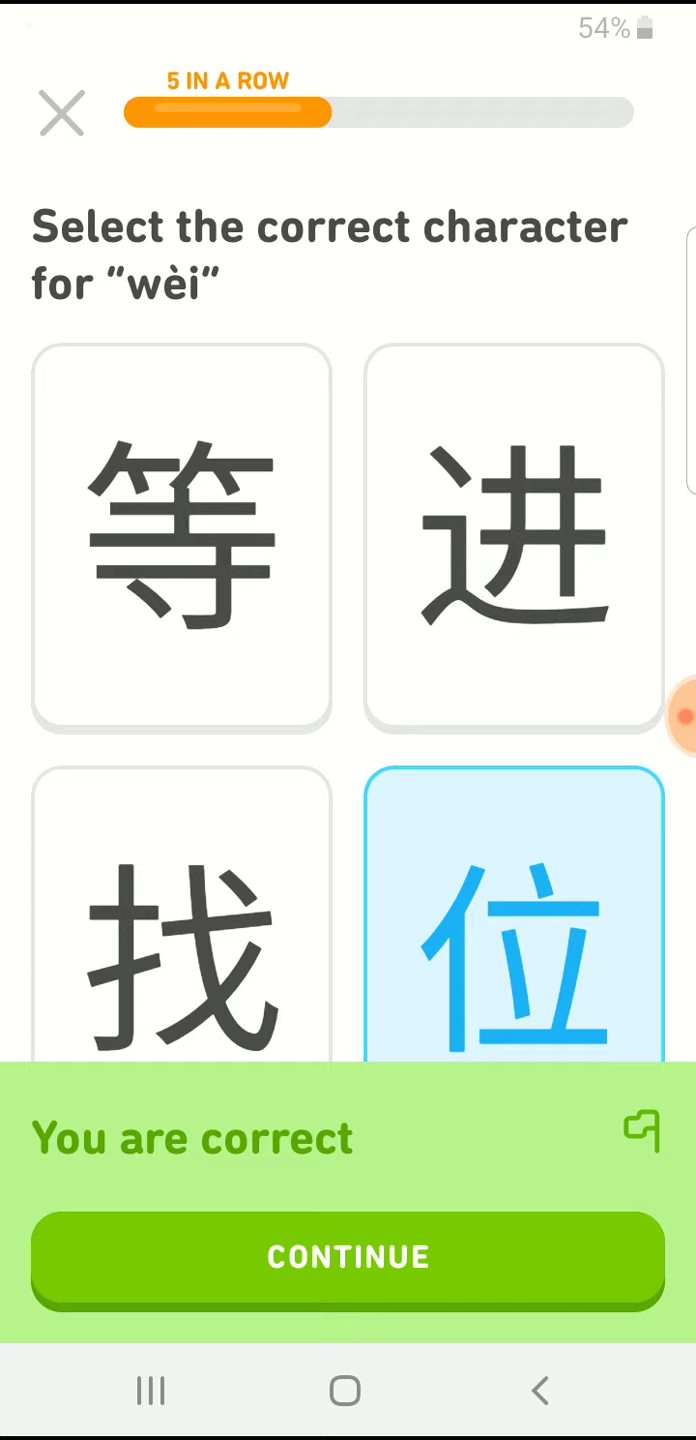 54%
5 IN A ROW
Select the correct character
for "wèi"
等
进
找
位
You are correct
CONTINUE